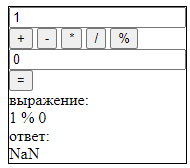 1
+ - * / %
0
=
выражение:
1 % 0
ответ:
NaN